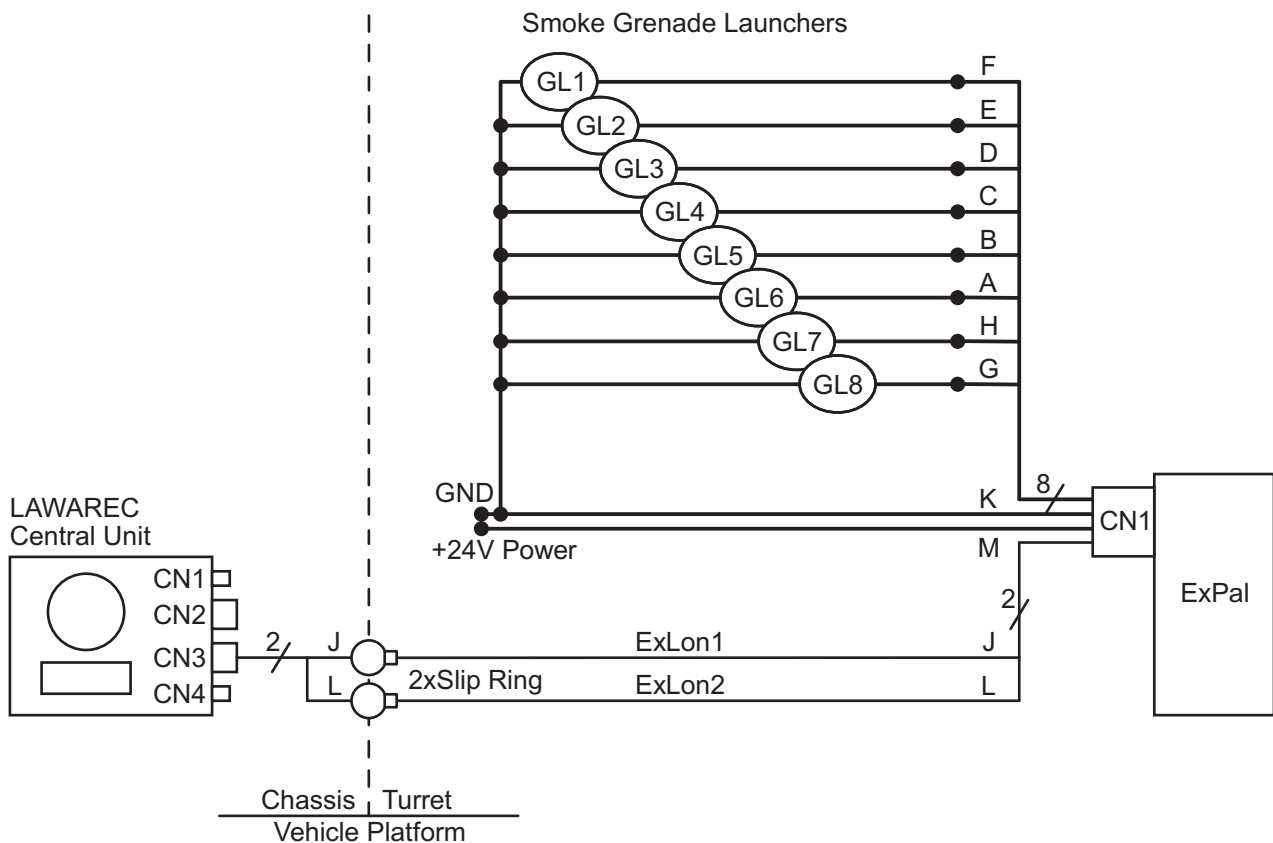 Smoke Grenade Launchers
GL1
F
GL2
E
GL3
D
GL4
C
GL5
B
GL6
A
GL7
H
GL8
G
GND
K
8
+24V Power
M
CN1
ExPal
LAWAREC
Central Unit
CN1
CN2
CN3
CN4
2
J
L
2xSlip Ring
ExLon1
ExLon2
J
L
2
Chassis
Turret
Vehicle Platform